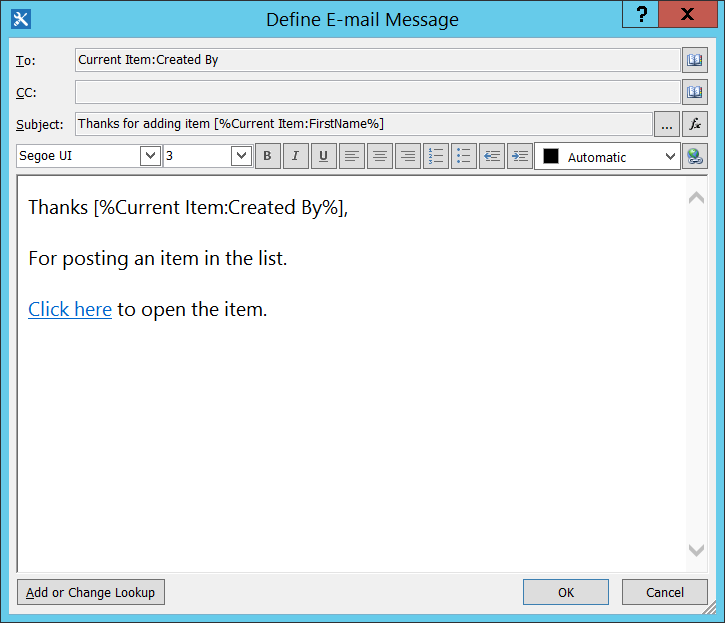 Define E-mail Message
?
X
To: Current Item:Created By
CC:
Subject: Thanks for adding item [%Current Item:FirstName%] ... fx
Segoe UI 3 B I U Automatic
Thanks [%Current Item:Created By%],
For posting an item in the list.
Click here to open the item.
Add or Change Lookup OK Cancel